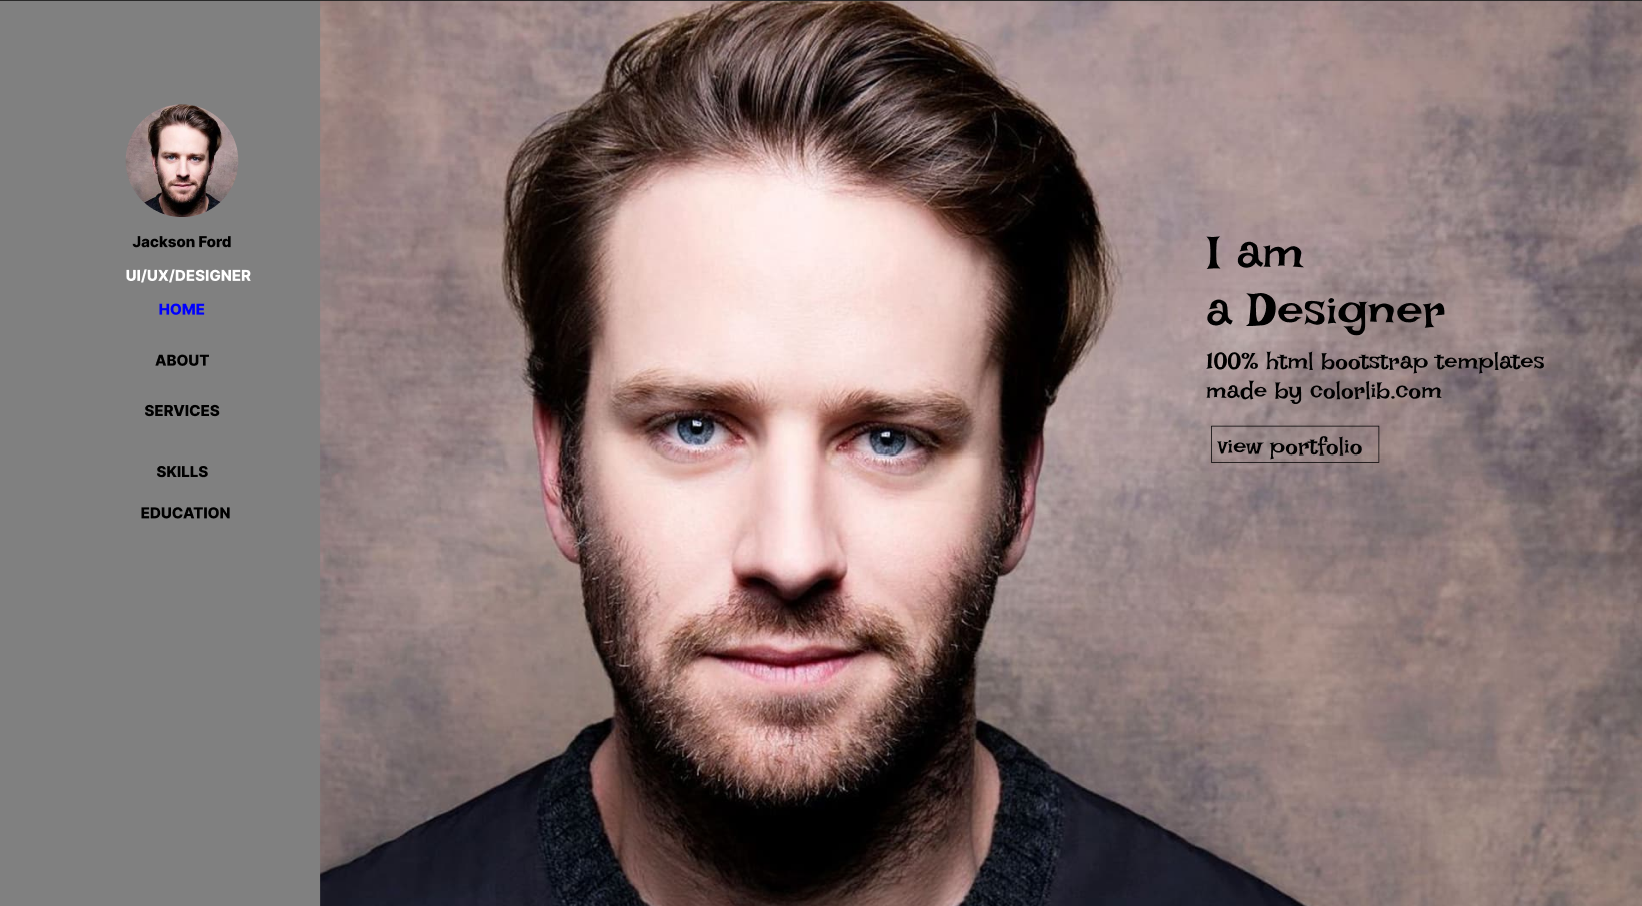 Jackson Ford
UI/UX/DESIGNER
HOME
ABOUT
SERVICES
SKILLS
EDUCATION
I am
a Designer
100% html bootstrap templates
made by colorlib.com
View portfolio